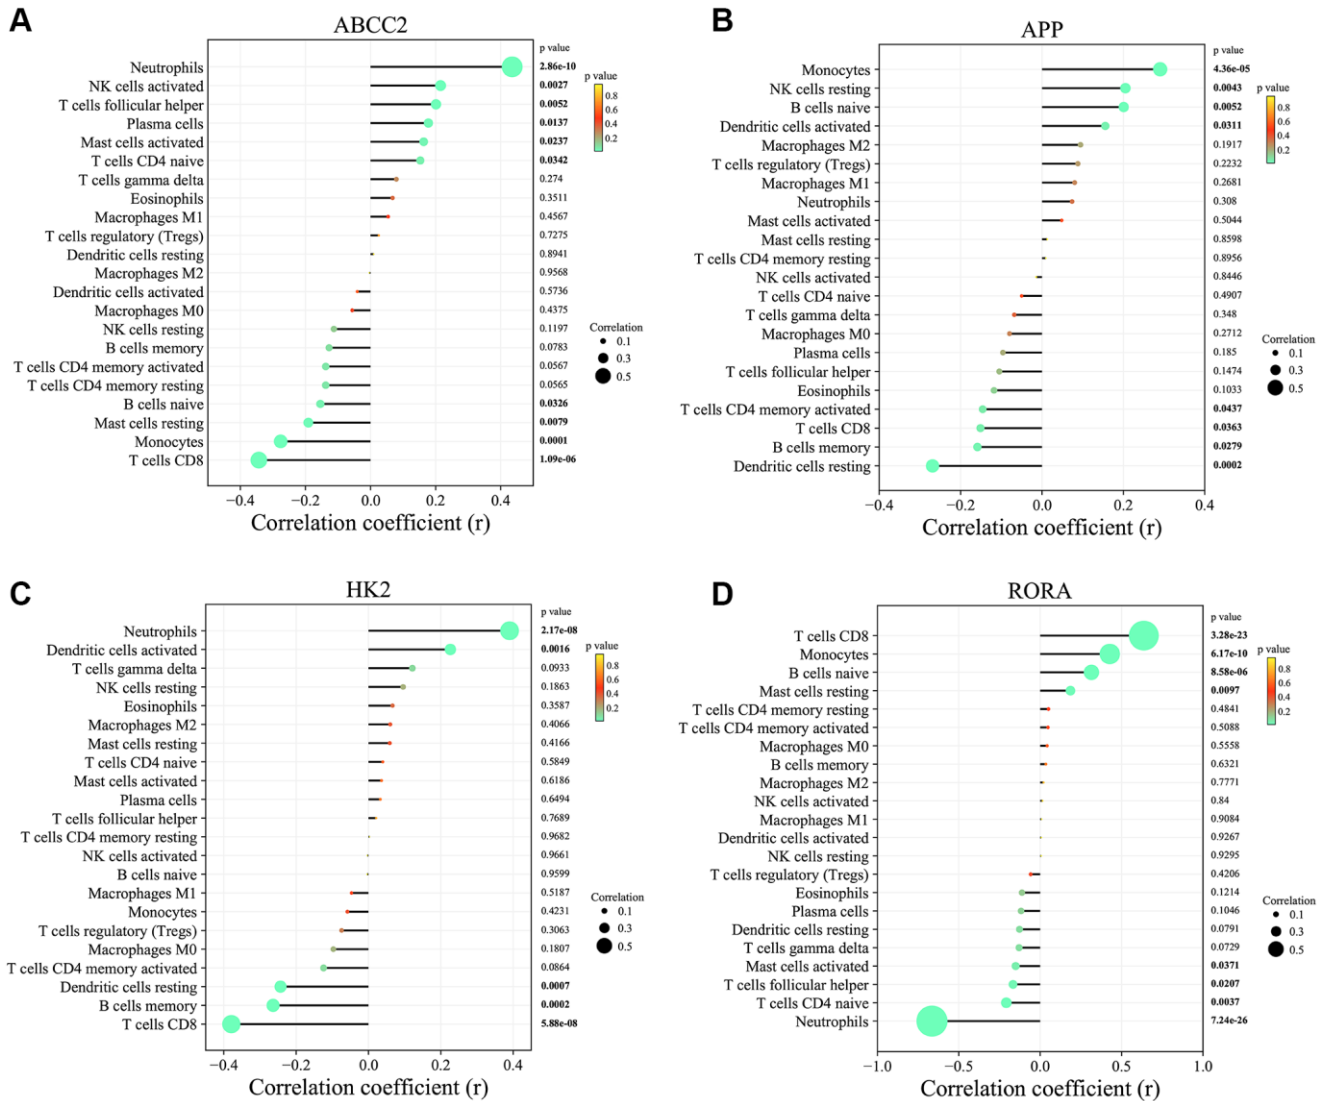 A
ABCC2
p value
Neutrophils 2.86e-10
NK cells activated 0.0027
T cells follicular helper 0.0052
Plasma cells 0.0137
Mast cells activated 0.0237
T cells CD4 naive 0.0342
T cells gamma delta 0.274
Eosinophils 0.3511
Macrophages M1 0.4567
T cells regulatory (Tregs) 0.7275
Dendritic cells resting 0.8941
Macrophages M2 0.9568
Dendritic cells activated 0.5736
Macrophages M0 0.4375
NK cells resting 0.1197
B cells memory 0.0783
T cells CD4 memory activated 0.0567
T cells CD4 memory resting 0.0565
B cells naive 0.0326
Mast cells resting 0.0079
Monocytes 0.0001
T cells CD8 1.09e-06
−0.4 −0.2 0.0 0.2 0.4
Correlation coefficient (r)
p value
0.8
0.6
0.4
0.2
Correlation
0.1
0.3
0.5
B
APP
p value
Monocytes 4.36e-05
NK cells resting 0.0043
B cells naive 0.0052
Dendritic cells activated 0.0311
Macrophages M2 0.1917
T cells regulatory (Tregs) 0.2232
Macrophages M1 0.2681
Neutrophils 0.308
Mast cells activated 0.5044
Mast cells resting 0.8598
T cells CD4 memory resting 0.8956
NK cells activated 0.8446
T cells CD4 naive 0.4907
T cells gamma delta 0.348
Macrophages M0 0.2712
Plasma cells 0.185
T cells follicular helper 0.1474
Eosinophils 0.1033
T cells CD4 memory activated 0.0437
T cells CD8 0.0363
B cells memory 0.0279
Dendritic cells resting 0.0002
−0.4 −0.2 0.0 0.2 0.4
Correlation coefficient (r)
p value
0.8
0.6
0.4
0.2
Correlation
0.1
0.3
0.5
C
HK2
p value
Neutrophils 2.17e-08
Dendritic cells activated 0.0016
T cells gamma delta 0.0933
NK cells resting 0.1863
Eosinophils 0.3587
Macrophages M2 0.4066
Mast cells resting 0.4166
T cells CD4 naive 0.5849
Mast cells activated 0.6186
Plasma cells 0.6494
T cells follicular helper 0.7689
T cells CD4 memory resting 0.9682
NK cells activated 0.9661
B cells naive 0.9599
Macrophages M1 0.5187
Monocytes 0.4231
T cells regulatory (Tregs) 0.3063
Macrophages M0 0.1807
T cells CD4 memory activated 0.0864
Dendritic cells resting 0.0007
B cells memory 0.0002
T cells CD8 5.88e-08
−0.4 −0.2 0.0 0.2 0.4
Correlation coefficient (r)
p value
0.8
0.6
0.4
0.2
Correlation
0.1
0.3
0.5
D
RORA
p value
T cells CD8 3.28e-23
Monocytes 6.17e-10
B cells naive 8.58e-06
Mast cells resting 0.0097
T cells CD4 memory resting 0.4841
T cells CD4 memory activated 0.5088
Macrophages M0 0.5558
B cells memory 0.6321
Macrophages M2 0.7771
NK cells activated 0.84
Macrophages M1 0.9084
Dendritic cells activated 0.9267
NK cells resting 0.9295
T cells regulatory (Tregs) 0.4206
Eosinophils 0.1214
Plasma cells 0.1046
Dendritic cells resting 0.0791
T cells gamma delta 0.0729
Mast cells activated 0.0371
T cells follicular helper 0.0207
T cells CD4 naive 0.0037
Neutrophils 7.24e-26
−1.0 −0.5 0.0 0.5 1.0
Correlation coefficient (r)
p value
0.8
0.6
0.4
0.2
Correlation
0.1
0.3
0.5